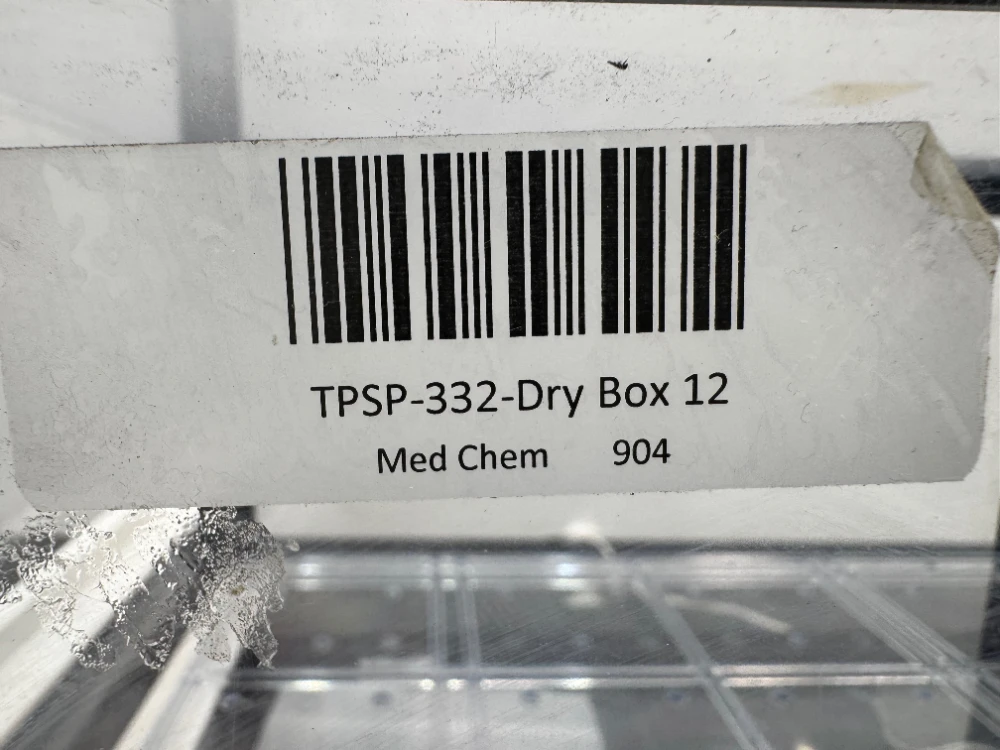 TPSP-332-Dry Box 12
Med Chem 904